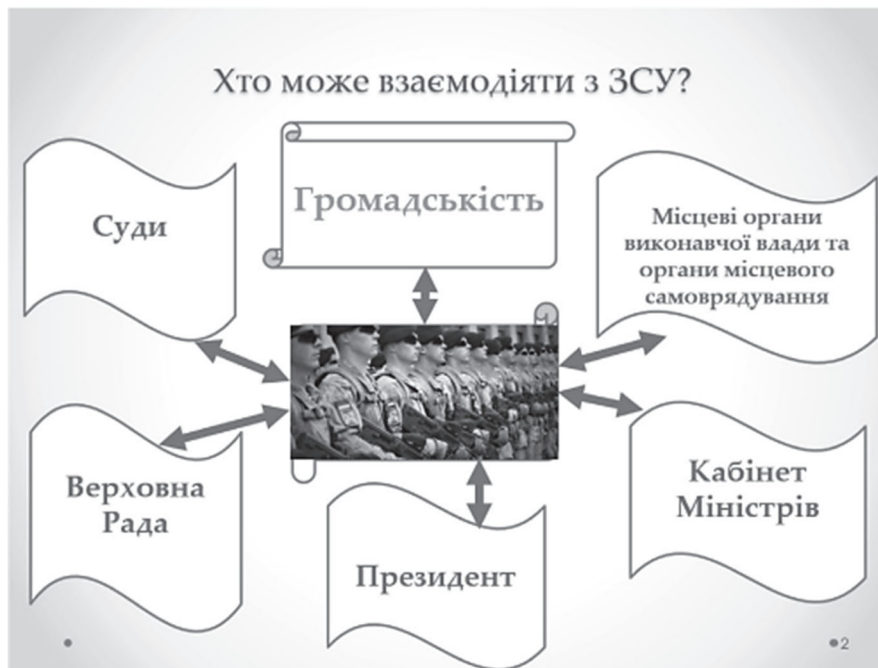 Хто може взаємодіяти з ЗСУ?
Суди
Громадськість
Місцеві органи
виконавчої влади та
органи місцевого
самоврядування
Верховна
Рада
Президент
Кабінет
Міністрів
2